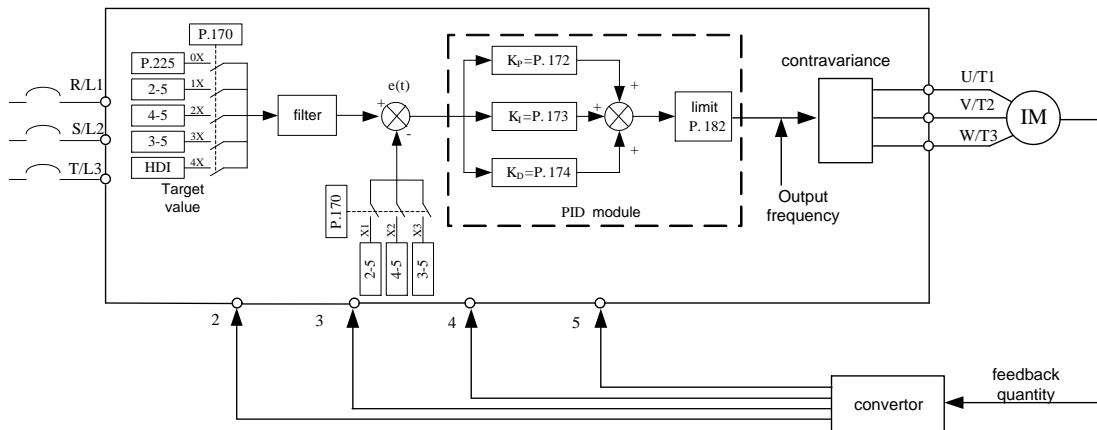 P.170
P.225
0X
2-5
1X
4-5
2X
3-5
3X
HDI
4X
Target
value
R/L1
S/L2
T/L3
filter
e(t)
+
-
P.170
X1
X2
X3
2-5
4-5
3-5
KP=P. 172
KI=P. 173
KD=P. 174
+
+
+
limit
P. 182
PID module
contravariance
Output
frequency
U/T1
V/T2
W/T3
IM
2
3
4
5
convertor
feedback
quantity